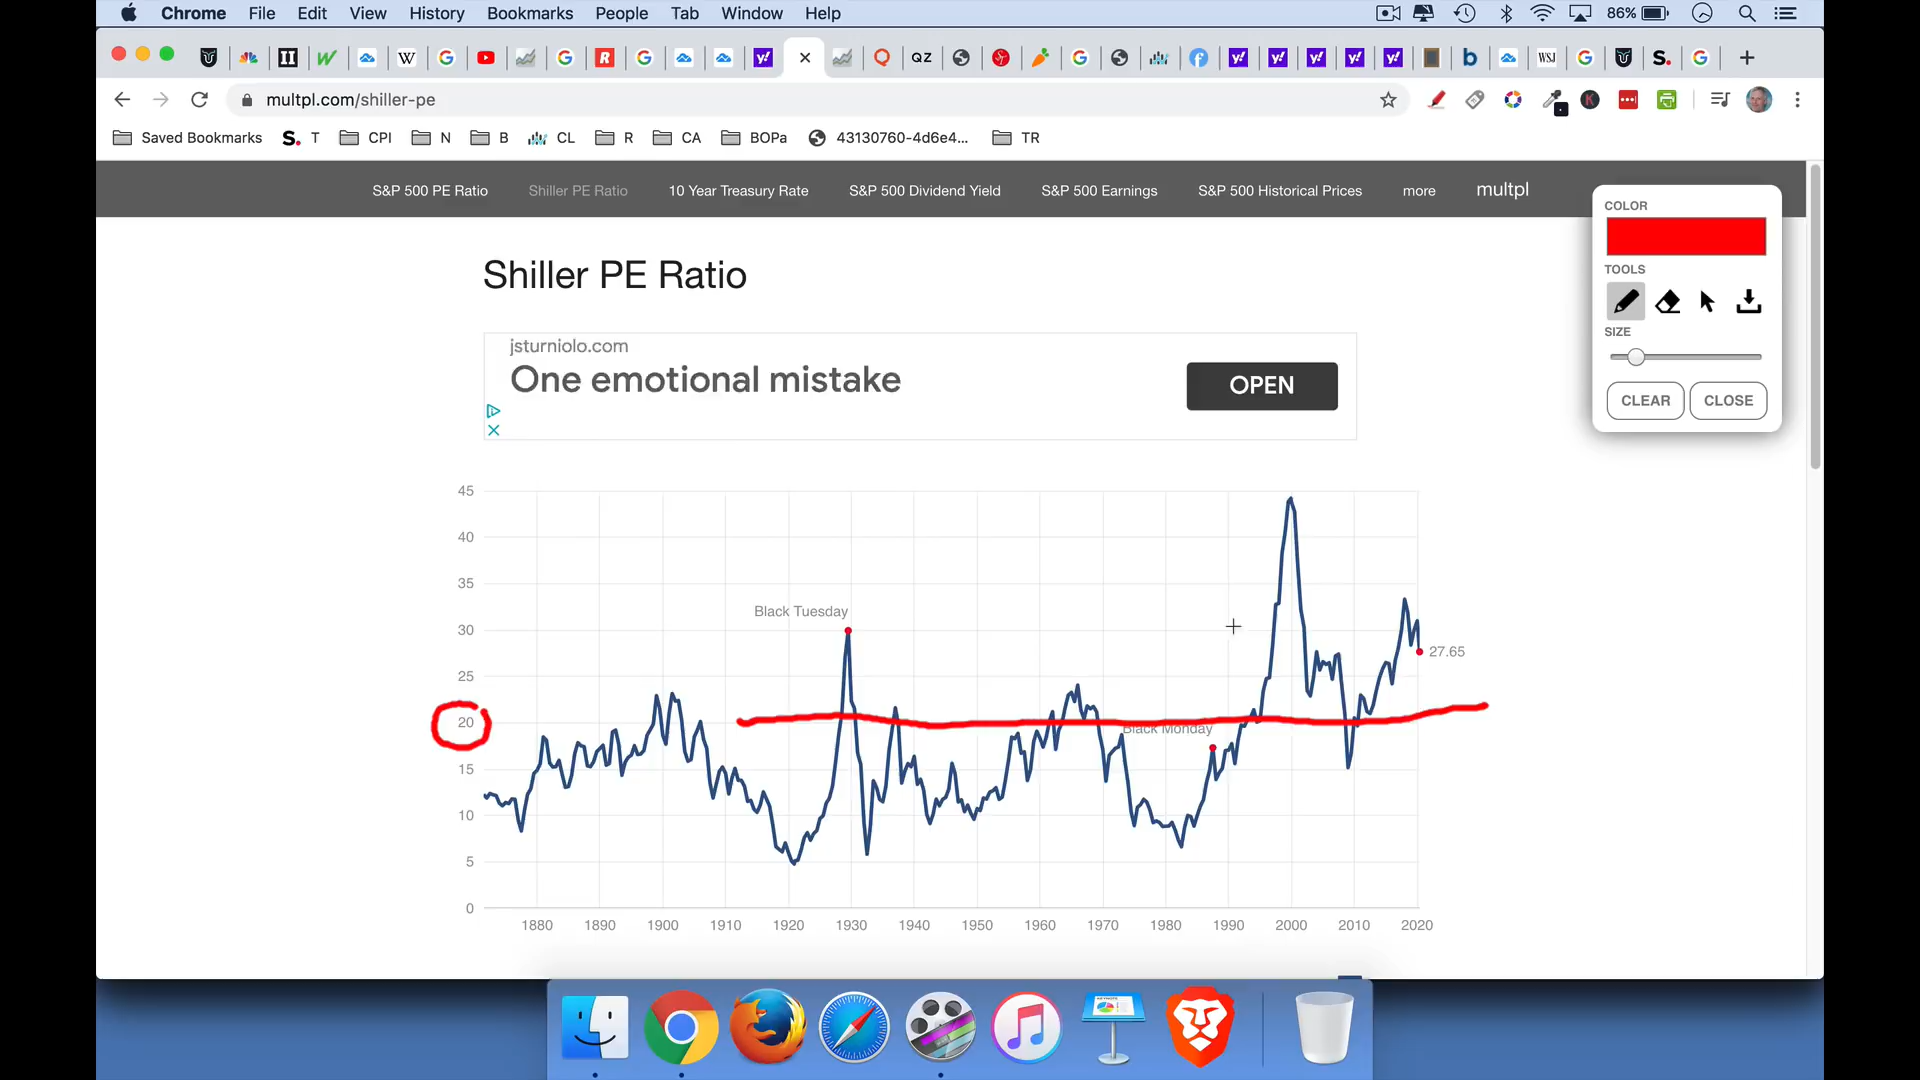 Chrome File Edit View History Bookmarks People Tab Window Help 86%
multpl.com/shiller-pe
Saved Bookmarks S. T CPI N B CL R CA BOPa 43130760-4d6e4... TR
S&P 500 PE Ratio Shiller PE Ratio 10 Year Treasury Rate S&P 500 Dividend Yield S&P 500 Earnings S&P 500 Historical Prices more multpl
COLOR
TOOLS
SIZE
CLEAR CLOSE
Shiller PE Ratio
jsturniolo.com
One emotional mistake
OPEN
45
40
35
30
25
20
15
10
5
0
Black Tuesday
Black Monday
27.65
1880 1890 1900 1910 1920 1930 1940 1950 1960 1970 1980 1990 2000 2010 2020